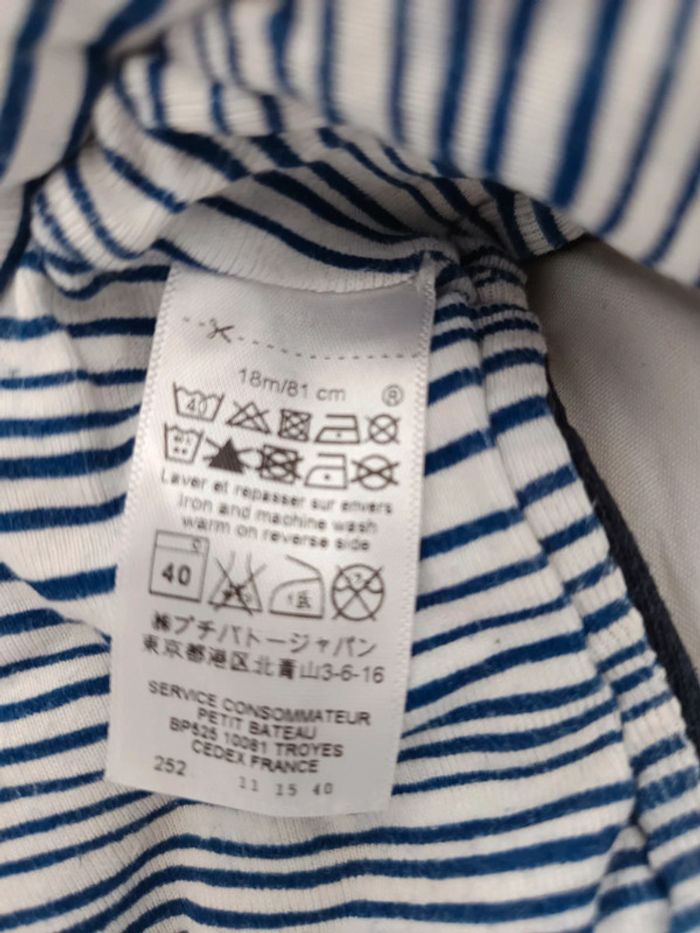 18m/81 cm ®
40
Laver et repasser sur envers
Iron and machine wash
warm on reverse side
40
㈱プチバトージャパン
東京都港区北青山3-6-16
SERVICE CONSOMMATEUR
PETIT BATEAU
BP525 10081 TROYES
CEDEX FRANCE
252 11 15 40